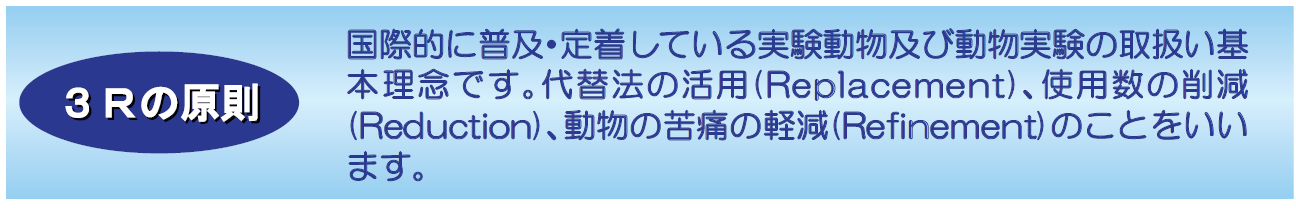 ３Ｒの原則
国際的に普及・定着している実験動物及び動物実験の取扱い基
本理念です。代替法の活用(Replacement)、使用数の削減
(Reduction)、動物の苦痛の軽減(Refinement)のことをいい
ます。